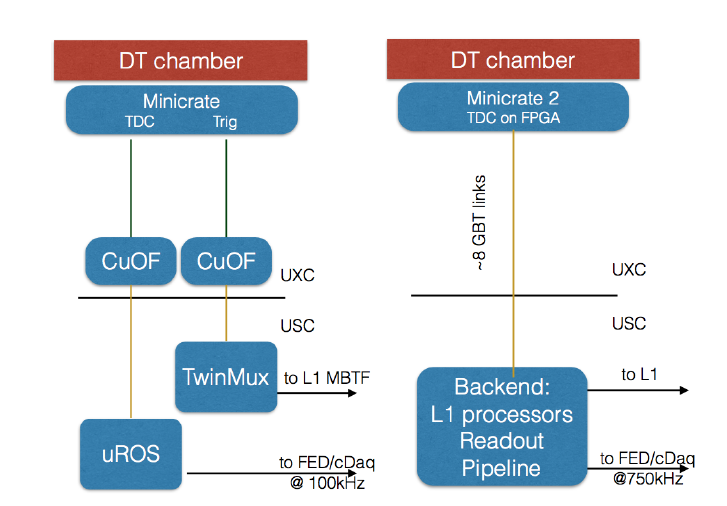 DT chamber
Minicrate
TDC Trig
CuOF CuOF
UXC
USC
TwinMux
to L1 MBTF
uROS
to FED/cDaq
@ 100kHz
DT chamber
Minicrate 2
TDC on FPGA
~8 GBT links
UXC
USC
Backend:
L1 processors
Readout
Pipeline
to L1
to FED/cDaq
@750kHz